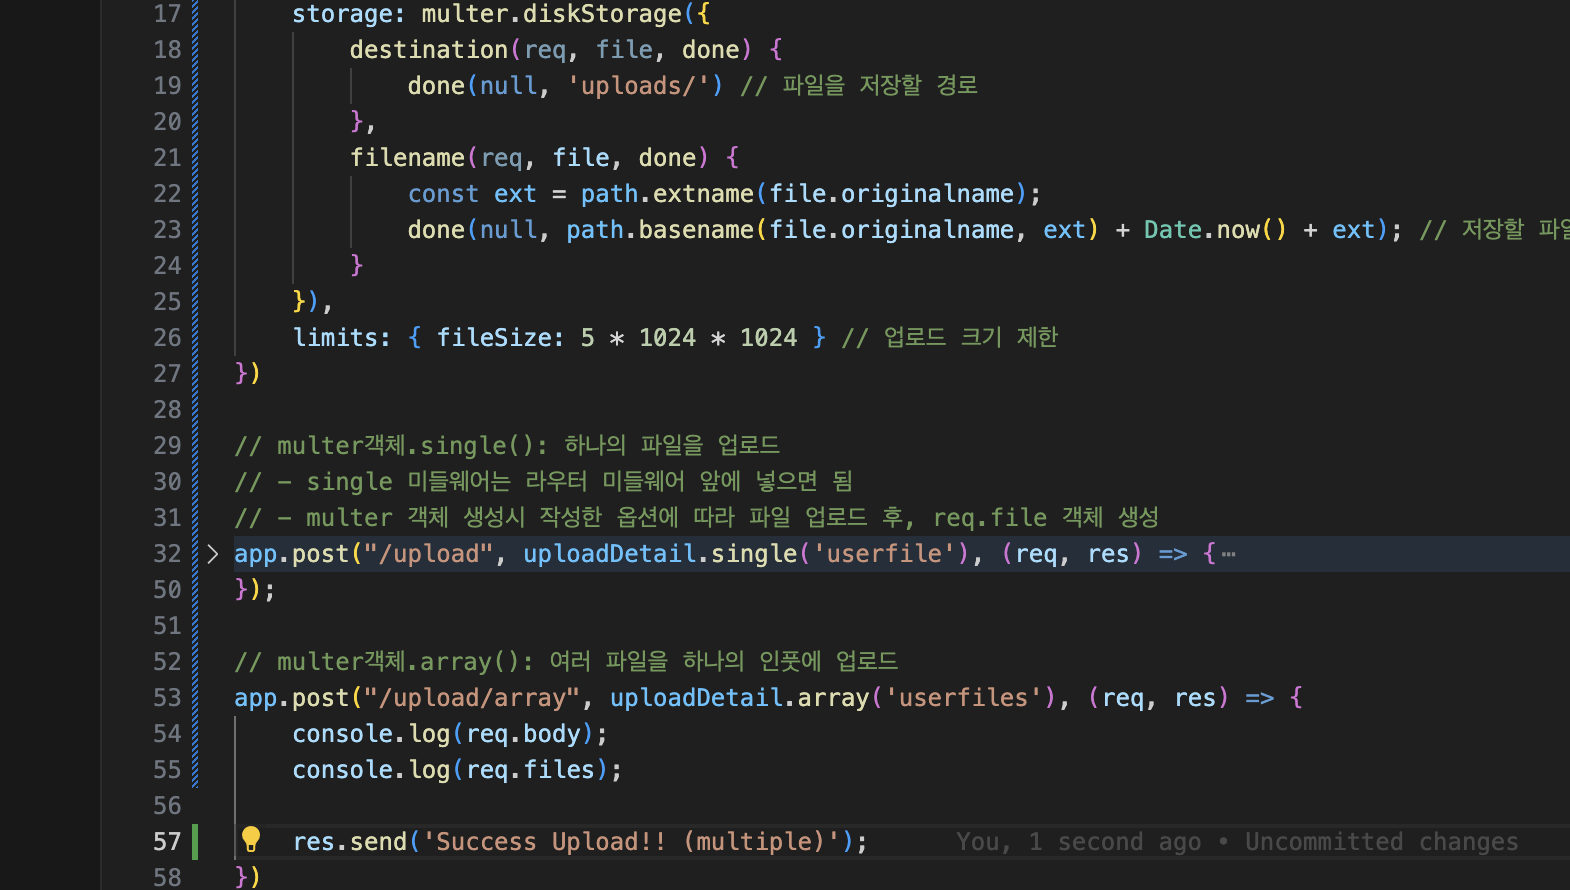 17 storage: multer.diskStorage({
18 destination(req, file, done) {
19 done(null, 'uploads/') // 파일을 저장할 경로
20 },
21 filename(req, file, done) {
22 const ext = path.extname(file.originalname);
23 done(null, path.basename(file.originalname, ext) + Date.now() + ext); // 저장할 파일
24 }
25 }),
26 limits: { fileSize: 5 * 1024 * 1024 } // 업로드 크기 제한
27 })
28
29 // multer객체.single(): 하나의 파일을 업로드
30 // - single 미들웨어는 라우터 미들웨어 앞에 넣으면 됨
31 // - multer 객체 생성시 작성한 옵션에 따라 파일 업로드 후, req.file 객체 생성
32 app.post("/upload", uploadDetail.single('userfile'), (req, res) => {⋯
50 });
51
52 // multer객체.array(): 여러 파일을 하나의 인풋에 업로드
53 app.post("/upload/array", uploadDetail.array('userfiles'), (req, res) => {
54 console.log(req.body);
55 console.log(req.files);
56
57 res.send('Success Upload!! (multiple)'); You, 1 second ago • Uncommitted changes
58 })